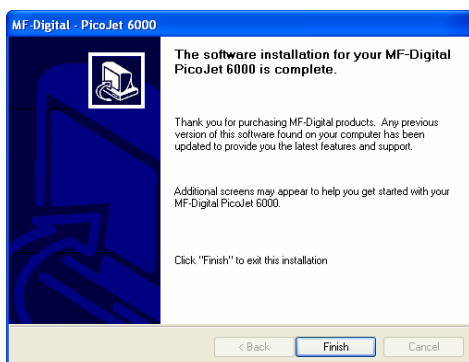 MF-Digital - PicoJet 6000
The software installation for your MF-Digital
PicoJet 6000 is complete.
Thank you for purchasing MF-Digital products. Any previous
version of this software found on your computer has been
updated to provide you the latest features and support.
Additional screens may appear to help you get started with your
MF-Digital PicoJet 6000.
Click "Finish" to exit this installation
< Back Finish Cancel